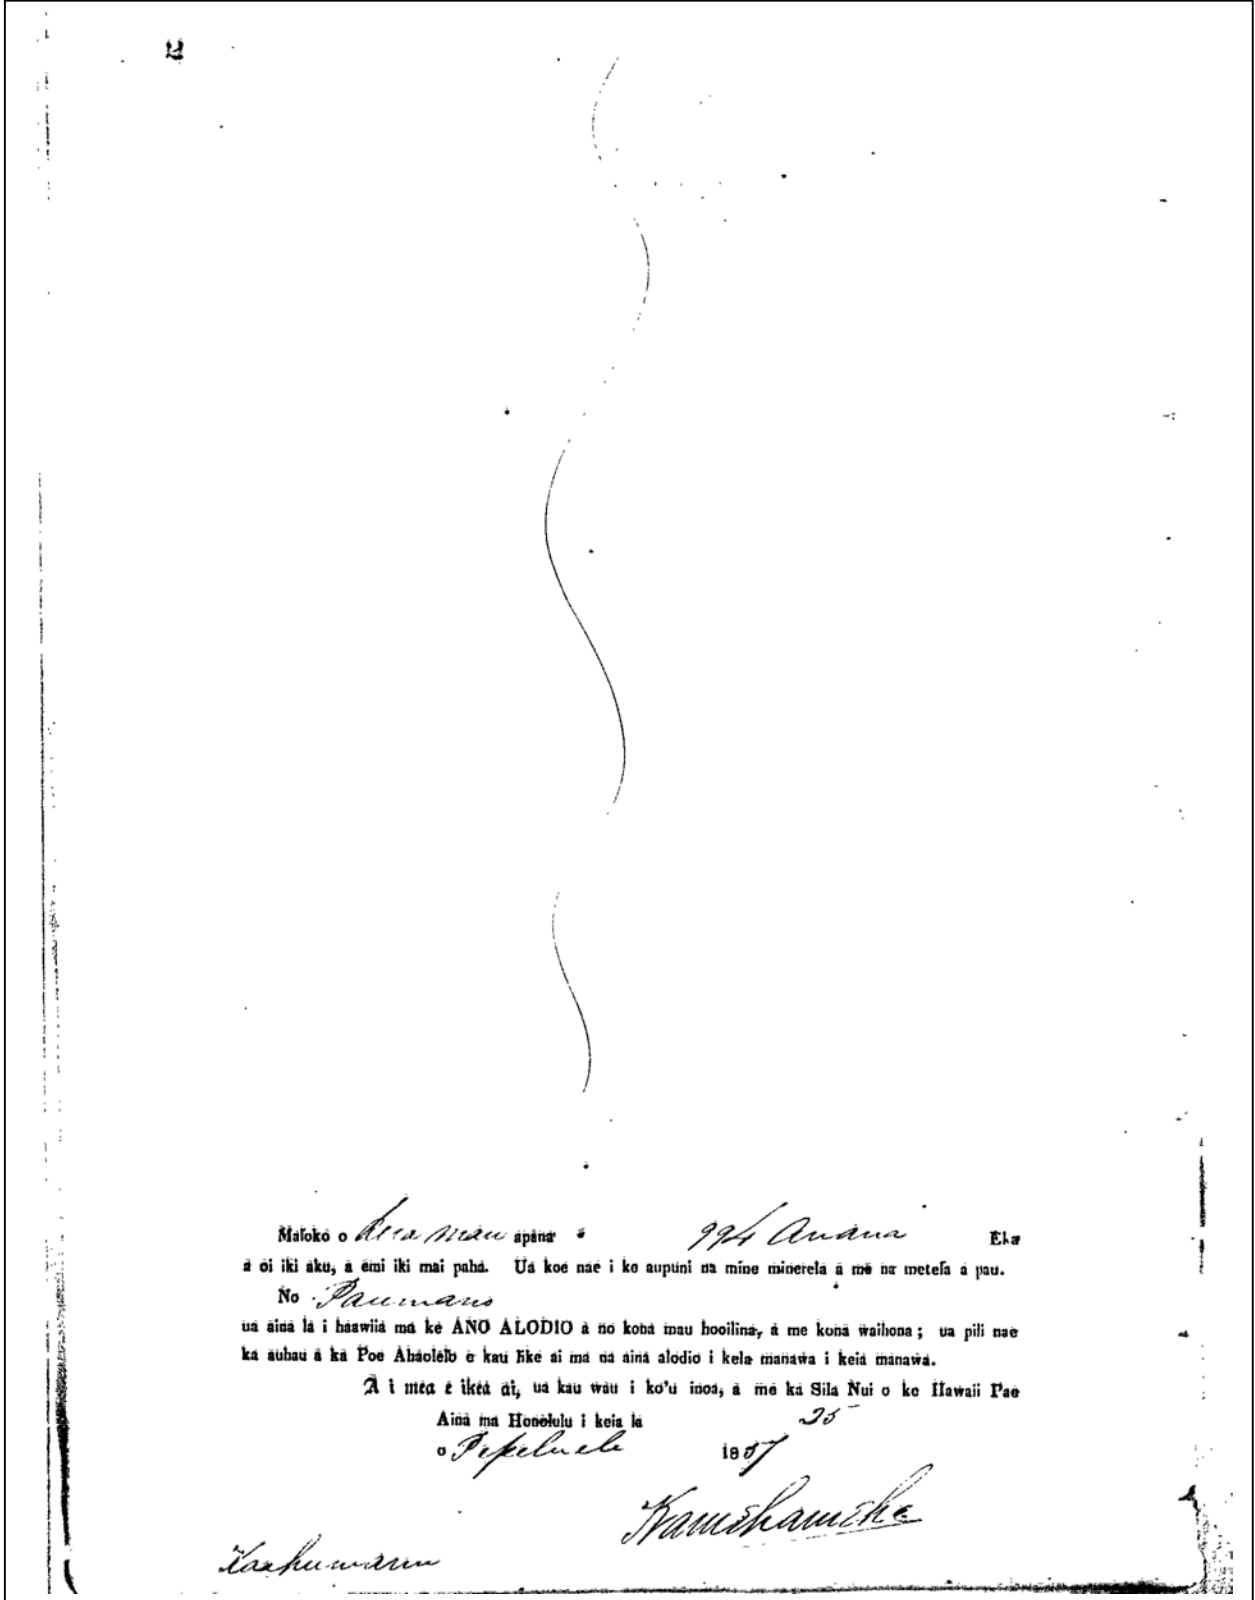 2
Maloko o keia mau apana 994 Anana Eka
a oi iki aku, a emi iki mai paha. Ua koe nae i ke aupuni na mine minerela a me na metela a pau.
No Paumano
ua aina la i haawiia ma ke ANO ALODIO a no kona mau hooilina, a me kona waihona; ua pili nae
ka auhau a ka Poe Ahaolelo e kau like ai ma na aina alodio i kela manawa i keia manawa.
A i mea e ikea ai, ua kau wau i ko'u inoa, a me ka Sila Nui o ko Hawaii Pae
Aina ma Honolulu i keia la 25
o Pepeluele 1857
Kamehameha
Kaahumanu